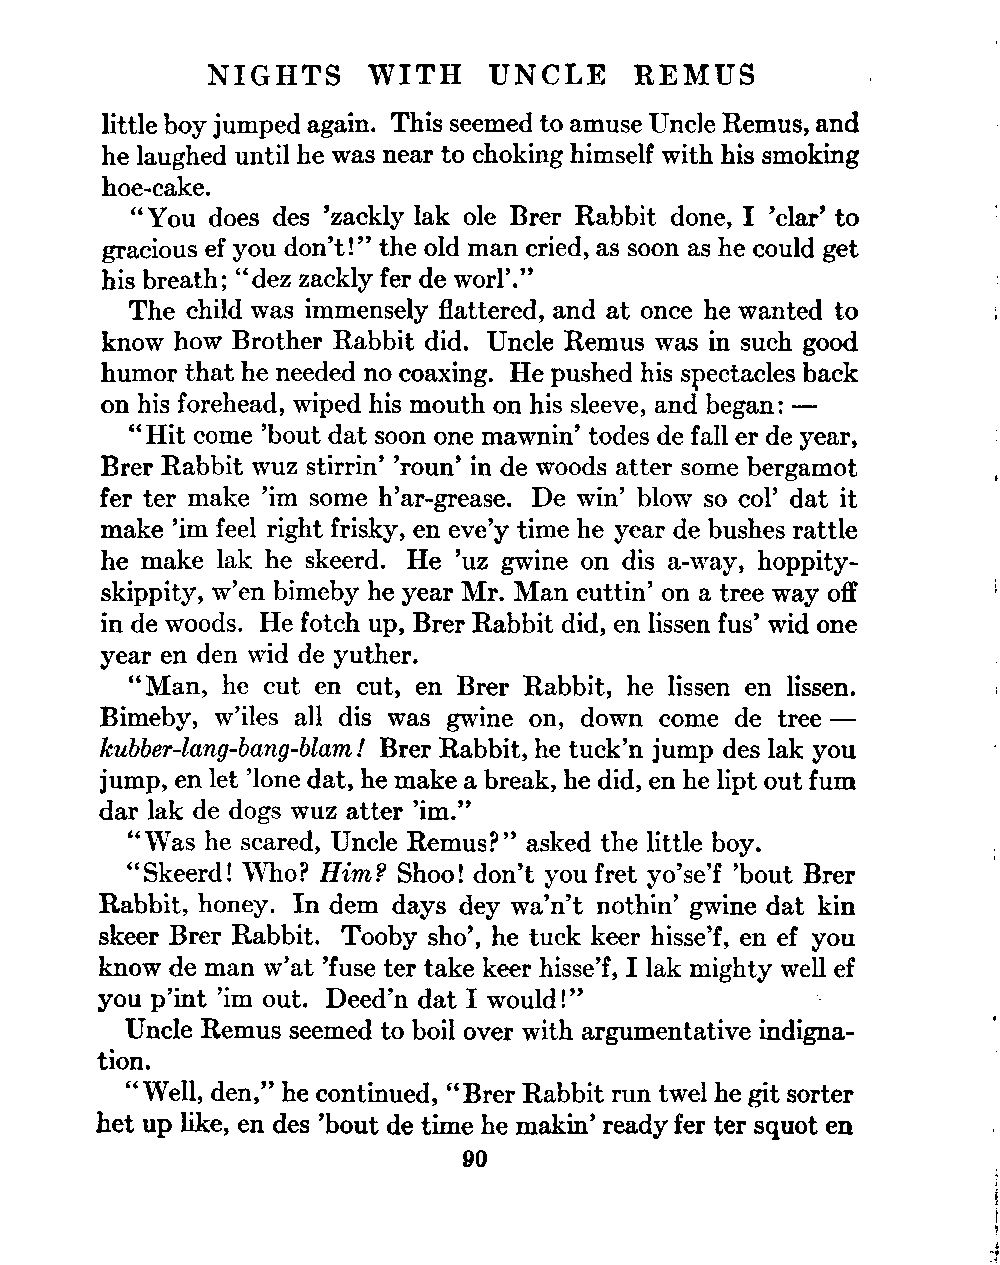 NIGHTS WITH UNCLE REMUS
little boy jumped again. This seemed to amuse Uncle Remus, and
he laughed until he was near to choking himself with his smoking
hoe-cake.
“You does des ’zackly lak ole Brer Rabbit done, I ’clar’ to
gracious ef you don’t!” the old man cried, as soon as he could get
his breath; “dez zackly fer de worl’.”
The child was immensely flattered, and at once he wanted to
know how Brother Rabbit did. Uncle Remus was in such good
humor that he needed no coaxing. He pushed his spectacles back
on his forehead, wiped his mouth on his sleeve, and began: —
“Hit come ’bout dat soon one mawnin’ todes de fall er de year,
Brer Rabbit wuz stirrin’ ’roun’ in de woods atter some bergamot
fer ter make ’im some h’ar-grease. De win’ blow so col’ dat it
make ’im feel right frisky, en eve’y time he year de bushes rattle
he make lak he skeerd. He ’uz gwine on dis a-way, hoppity-
skippity, w’en bimeby he year Mr. Man cuttin’ on a tree way off
in de woods. He fotch up, Brer Rabbit did, en lissen fus’ wid one
year en den wid de yuther.
“Man, he cut en cut, en Brer Rabbit, he lissen en lissen.
Bimeby, w’iles all dis was gwine on, down come de tree —
kubber-lang-bang-blam! Brer Rabbit, he tuck’n jump des lak you
jump, en let ’lone dat, he make a break, he did, en he lipt out fum
dar lak de dogs wuz atter ’im.”
“Was he scared, Uncle Remus?” asked the little boy.
“Skeerd! Who? Him? Shoo! don’t you fret yo’se’f ’bout Brer
Rabbit, honey. In dem days dey wa’n’t nothin’ gwine dat kin
skeer Brer Rabbit. Tooby sho’, he tuck keer hisse’f, en ef you
know de man w’at ’fuse ter take keer hisse’f, I lak mighty well ef
you p’int ’im out. Deed’n dat I would!”
Uncle Remus seemed to boil over with argumentative indigna-
tion.
“Well, den,” he continued, “Brer Rabbit run twel he git sorter
het up like, en des ’bout de time he makin’ ready fer ter squot en
90